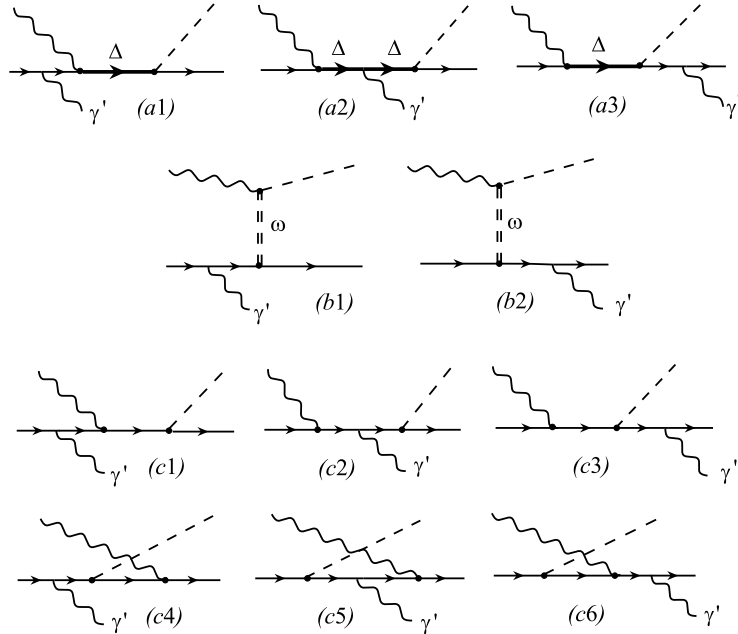 Δ
γ'
(a1)
Δ Δ
γ'
(a2)
Δ
γ'
(a3)
ω
γ'
(b1)
ω
γ'
(b2)
γ'
(c1)
γ'
(c2)
γ'
(c3)
γ'
(c4)
γ'
(c5)
γ'
(c6)